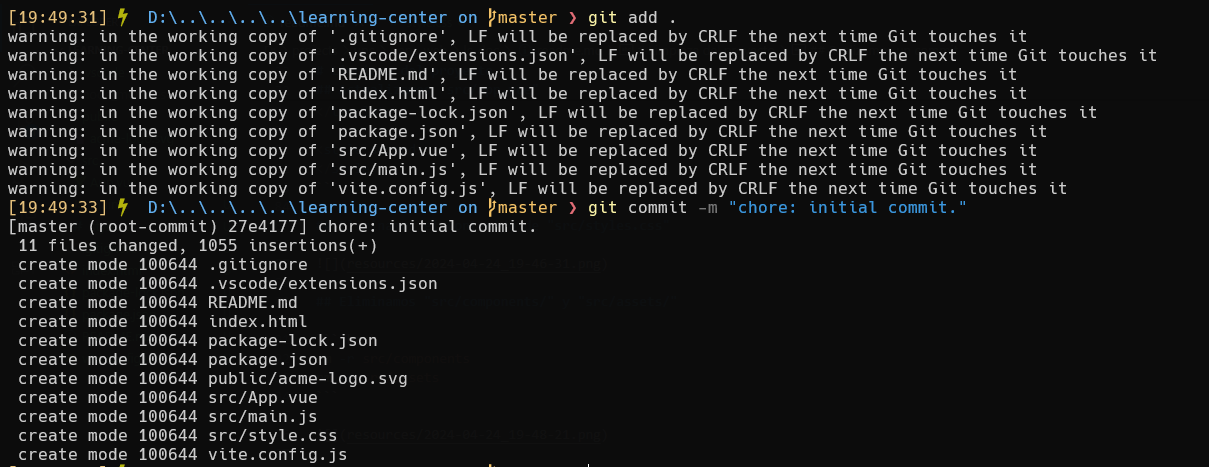 [19:49:31] D:\..\..\..\..\learning-center on master ❯ git add .
warning: in the working copy of '.gitignore', LF will be replaced by CRLF the next time Git touches it
warning: in the working copy of '.vscode/extensions.json', LF will be replaced by CRLF the next time Git touches it
warning: in the working copy of 'README.md', LF will be replaced by CRLF the next time Git touches it
warning: in the working copy of 'index.html', LF will be replaced by CRLF the next time Git touches it
warning: in the working copy of 'package-lock.json', LF will be replaced by CRLF the next time Git touches it
warning: in the working copy of 'package.json', LF will be replaced by CRLF the next time Git touches it
warning: in the working copy of 'src/App.vue', LF will be replaced by CRLF the next time Git touches it
warning: in the working copy of 'src/main.js', LF will be replaced by CRLF the next time Git touches it
warning: in the working copy of 'vite.config.js', LF will be replaced by CRLF the next time Git touches it
[19:49:33] D:\..\..\..\..\learning-center on master ❯ git commit -m "chore: initial commit."
[master (root-commit) 27e4177] chore: initial commit.
11 files changed, 1055 insertions(+)
create mode 100644 .gitignore
create mode 100644 .vscode/extensions.json
create mode 100644 README.md
create mode 100644 index.html
create mode 100644 package-lock.json
create mode 100644 package.json
create mode 100644 public/acme-logo.svg
create mode 100644 src/App.vue
create mode 100644 src/main.js
create mode 100644 src/style.css
create mode 100644 vite.config.js